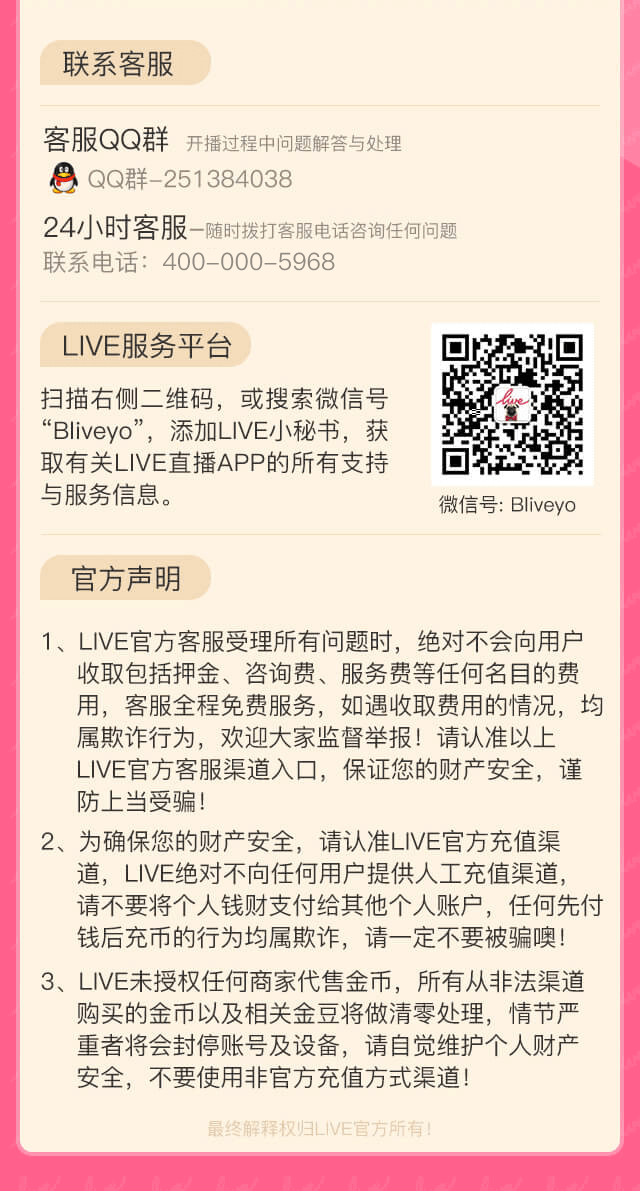 联系客服
客服QQ群 开播过程中问题解答与处理
QQ群-251384038
24小时客服-随时拨打客服电话咨询任何问题
联系电话：400-000-5968
LIVE服务平台
扫描右侧二维码，或搜索微信号
“Bliveyo”，添加LIVE小秘书，获
取有关LIVE直播APP的所有支持
与服务信息。
live
微信号: Bliveyo
官方声明
1、LIVE官方客服受理所有问题时，绝对不会向用户
收取包括押金、咨询费、服务费等任何名目的费
用，客服全程免费服务，如遇收取费用的情况，均
属欺诈行为，欢迎大家监督举报！请认准以上
LIVE官方客服渠道入口，保证您的财产安全，谨
防上当受骗！
2、为确保您的财产安全，请认准LIVE官方充值渠
道，LIVE绝对不向任何用户提供人工充值渠道，
请不要将个人钱财支付给其他个人账户，任何先付
钱后充币的行为均属欺诈，请一定不要被骗噢！
3、LIVE未授权任何商家代售金币，所有从非法渠道
购买的金币以及相关金豆将做清零处理，情节严
重者将会封停账号及设备，请自觉维护个人财产
安全，不要使用非官方充值方式渠道！
最终解释权归LIVE官方所有！